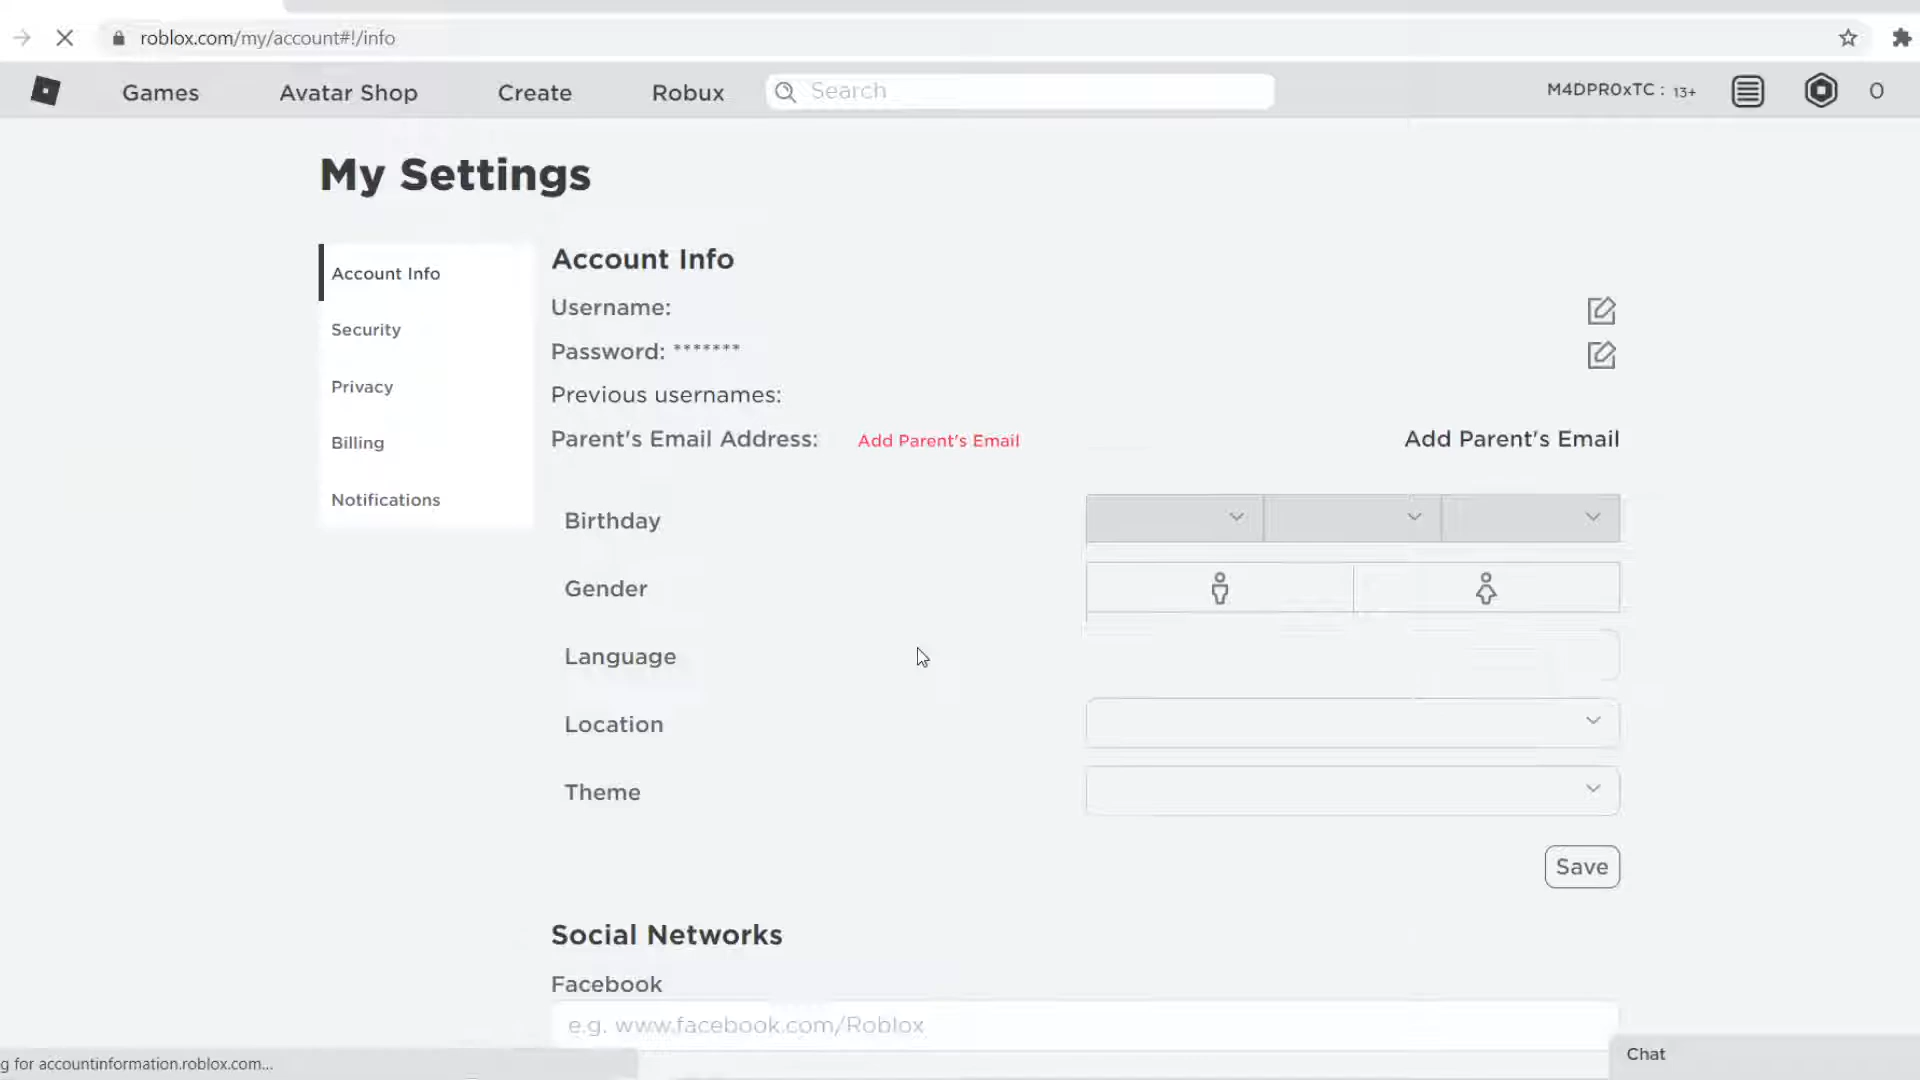 roblox.com/my/account#!/info
Games Avatar Shop Create Robux Search M4DPR0xTC : 13+ 0
My Settings
Account Info
Security
Privacy
Billing
Notifications
Account Info
Username:
Password: *******
Previous usernames:
Parent's Email Address: Add Parent's Email Add Parent's Email
Birthday
Gender
Language
Location
Theme
Save
Social Networks
Facebook
e.g. www.facebook.com/Roblox
g for accountinformation.roblox.com...
Chat